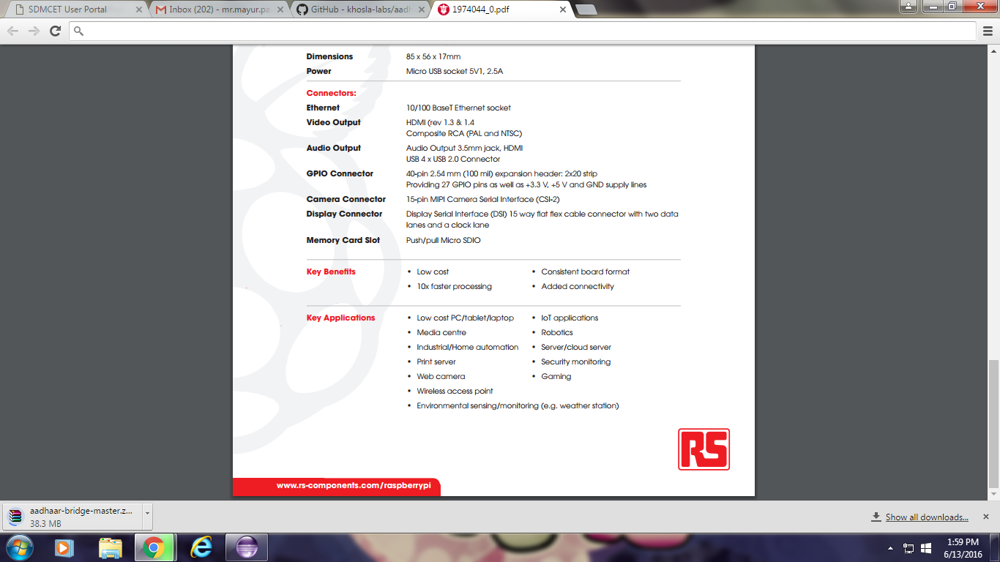 SDMCET User Portal
Inbox (202) - mr.mayur.pa
GitHub - khosla-labs/aadh
1974044_0.pdf
Dimensions 85 x 56 x 17mm
Power Micro USB socket 5V1, 2.5A
Connectors:
Ethernet 10/100 BaseT Ethernet socket
Video Output HDMI (rev 1.3 & 1.4
Composite RCA (PAL and NTSC)
Audio Output Audio Output 3.5mm jack, HDMI
USB 4 x USB 2.0 Connector
GPIO Connector 40-pin 2.54 mm (100 mil) expansion header: 2x20 strip
Providing 27 GPIO pins as well as +3.3 V, +5 V and GND supply lines
Camera Connector 15-pin MIPI Camera Serial Interface (CSI-2)
Display Connector Display Serial Interface (DSI) 15 way flat flex cable connector with two data
lanes and a clock lane
Memory Card Slot Push/pull Micro SDIO
Key Benefits • Low cost • Consistent board format
• 10x faster processing • Added connectivity
Key Applications • Low cost PC/tablet/laptop • IoT applications
• Media centre • Robotics
• Industrial/Home automation • Server/cloud server
• Print server • Security monitoring
• Web camera • Gaming
• Wireless access point
• Environmental sensing/monitoring (e.g. weather station)
RS
www.rs-components.com/raspberrypi
aadhaar-bridge-master.z...
38.3 MB
Show all downloads...
1:59 PM
6/13/2016